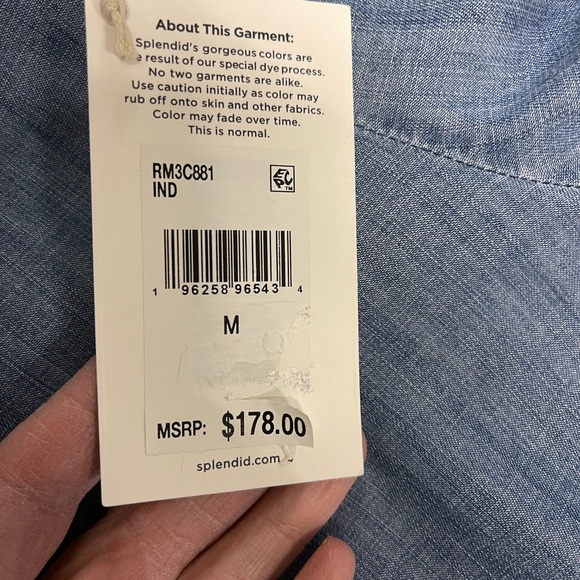 About This Garment:
Splendid's gorgeous colors are
result of our special dye process.
No two garments are alike.
Use caution initially as color may
rub off onto skin and other fabrics.
Color may fade over time.
This is normal.
RM3C881
IND
EPC™
1 96258 96543 4
M
MSRP: $178.00
splendid.com